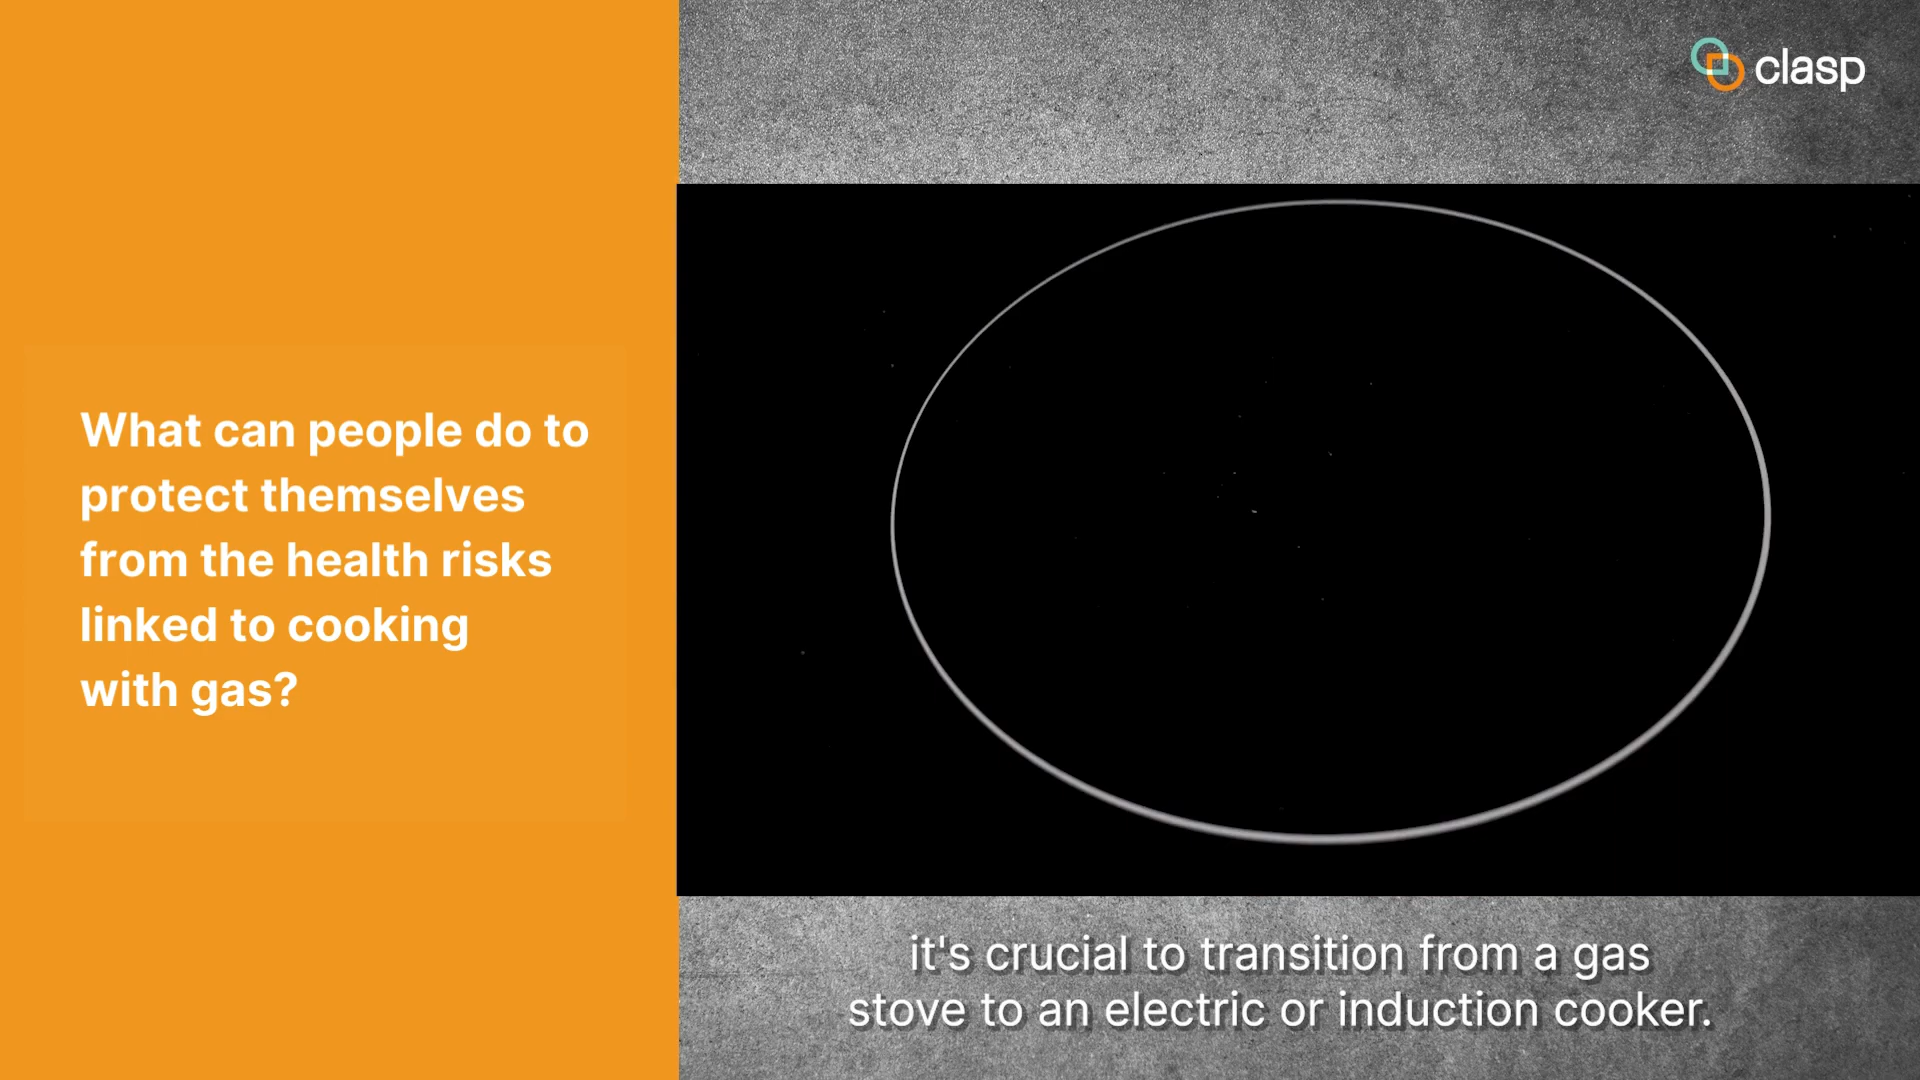 clasp
What can people do to
protect themselves
from the health risks
linked to cooking
with gas?
it's crucial to transition from a gas
stove to an electric or induction cooker.